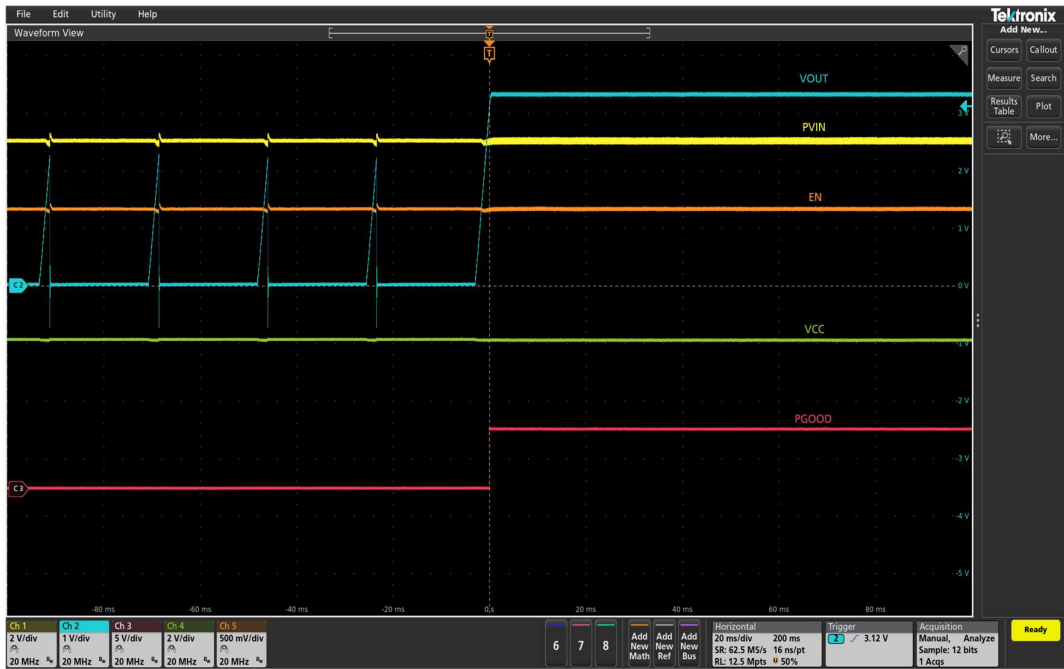 File Edit Utility Help
Tektronix
Waveform View
Add New...
Cursors Callout
Measure Search
Results Table Plot
More...
T
T
VOUT
3 V
PVIN
2 V
EN
1 V
C2
0 V
VCC
-1 V
-2 V
PGOOD
-3 V
C3
-4 V
-5 V
-80 ms -60 ms -40 ms -20 ms 0 s 20 ms 40 ms 60 ms 80 ms
Ch 1
2 V/div
20 MHz
Ch 2
1 V/div
20 MHz
Ch 3
5 V/div
20 MHz
Ch 4
2 V/div
20 MHz
Ch 5
500 mV/div
20 MHz
6 7 8
Add New Math
Add New Ref
Add New Bus
Horizontal
20 ms/div 200 ms
SR: 62.5 MS/s 16 ns/pt
RL: 12.5 Mpts 50%
Trigger
2 3.12 V
Acquisition
Manual, Analyze
Sample: 12 bits
1 Acqs
Ready